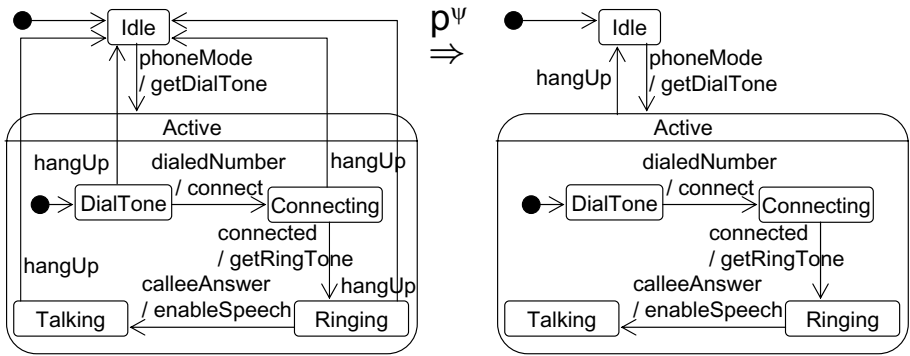 Idle
phoneMode
/ getDialTone
Active
hangUp
dialedNumber
/ connect
hangUp
DialTone
Connecting
connected
/ getRingTone
hangUp
calleeAnswer
/ enableSpeech
hangUp
Talking
Ringing
pψ
⇒
Idle
hangUp
phoneMode
/ getDialTone
Active
dialedNumber
/ connect
DialTone
Connecting
connected
/ getRingTone
calleeAnswer
/ enableSpeech
Talking
Ringing